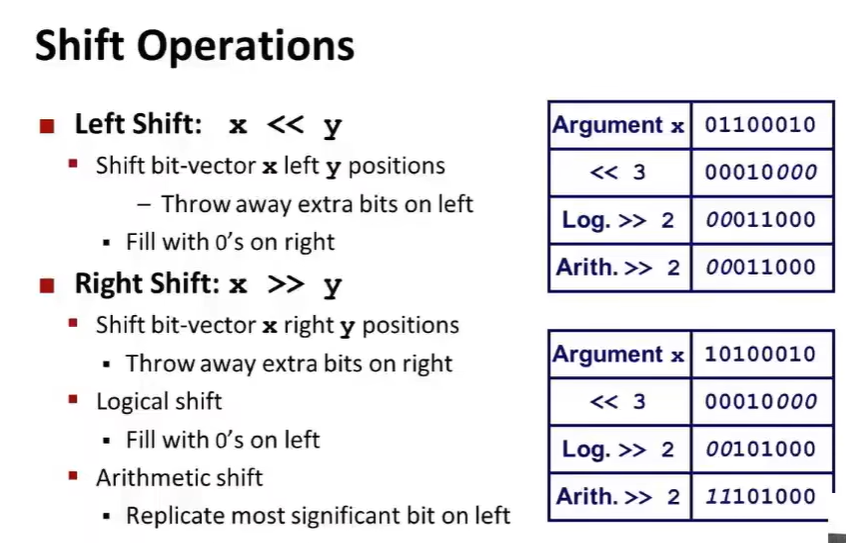 Shift Operations
■ Left Shift: x << y
▪ Shift bit-vector x left y positions
– Throw away extra bits on left
▪ Fill with 0's on right
■ Right Shift: x >> y
▪ Shift bit-vector x right y positions
▪ Throw away extra bits on right
▪ Logical shift
▪ Fill with 0's on left
▪ Arithmetic shift
▪ Replicate most significant bit on left
Argument x 01100010
<< 3 00010000
Log. >> 2 00011000
Arith. >> 2 00011000
Argument x 10100010
<< 3 00010000
Log. >> 2 00101000
Arith. >> 2 11101000